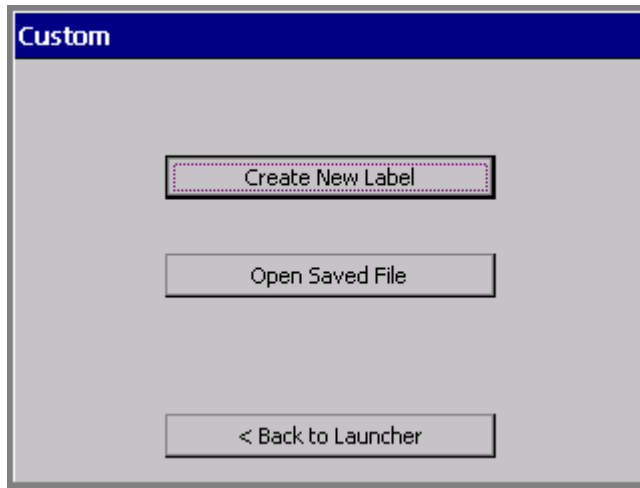 Custom
Create New Label
Open Saved File
< Back to Launcher